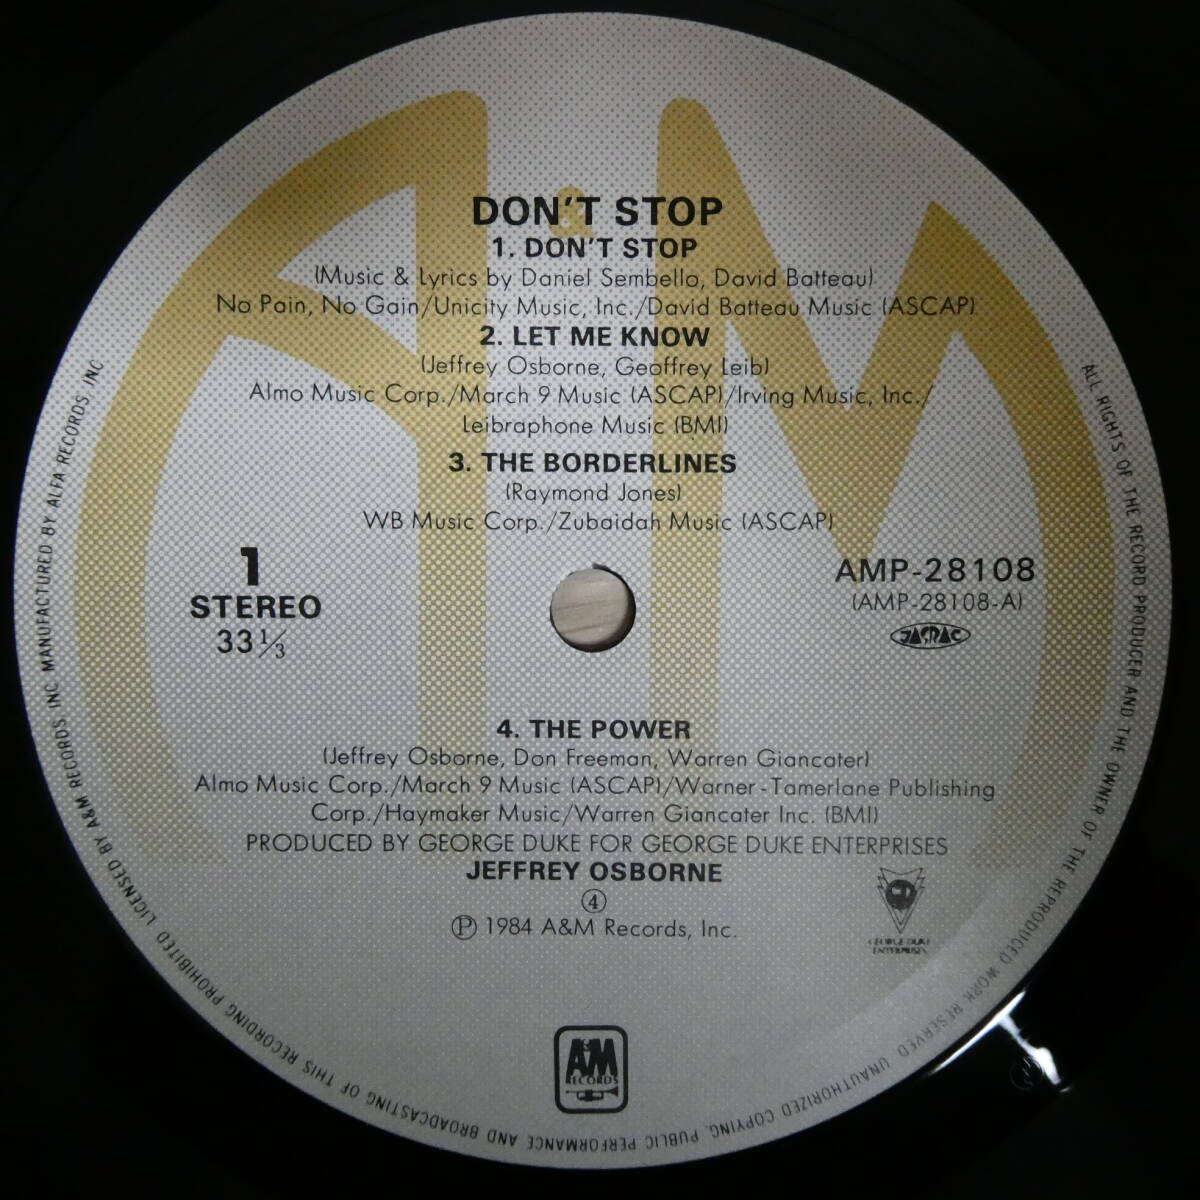 DON'T STOP
1. DON'T STOP
(Music & Lyrics by Daniel Sembello, David Batteau)
No Pain, No Gain/Unicity Music, Inc./David Batteau Music (ASCAP)
2. LET ME KNOW
(Jeffrey Osborne, Geoffrey Leib)
Almo Music Corp./March 9 Music (ASCAP)/Irving Music, Inc./
Leibraphone Music (BMI)
3. THE BORDERLINES
(Raymond Jones)
WB Music Corp./Zubaidah Music (ASCAP)
1
STEREO
33 1/3
AMP-28108
(AMP-28108-A)
JASRAC
4. THE POWER
(Jeffrey Osborne, Don Freeman, Warren Giancater)
Almo Music Corp./March 9 Music (ASCAP)/Warner-Tamerlane Publishing
Corp./Haymaker Music/Warren Giancater Inc. (BMI)
PRODUCED BY GEORGE DUKE FOR GEORGE DUKE ENTERPRISES
JEFFREY OSBORNE
④
Ⓟ 1984 A&M Records, Inc.
GEORGE DUKE
ENTERPRISES
A&M
RECORDS
ALL RIGHTS OF THE RECORD PRODUCER AND THE OWNER OF THE REPRODUCED WORK RESERVED. UNAUTHORIZED COPYING, PUBLIC PERFORMANCE AND BROADCASTING OF THIS RECORDING PROHIBITED LICENSED BY A&M RECORDS INC MANUFACTURED BY ALFA RECORDS INC